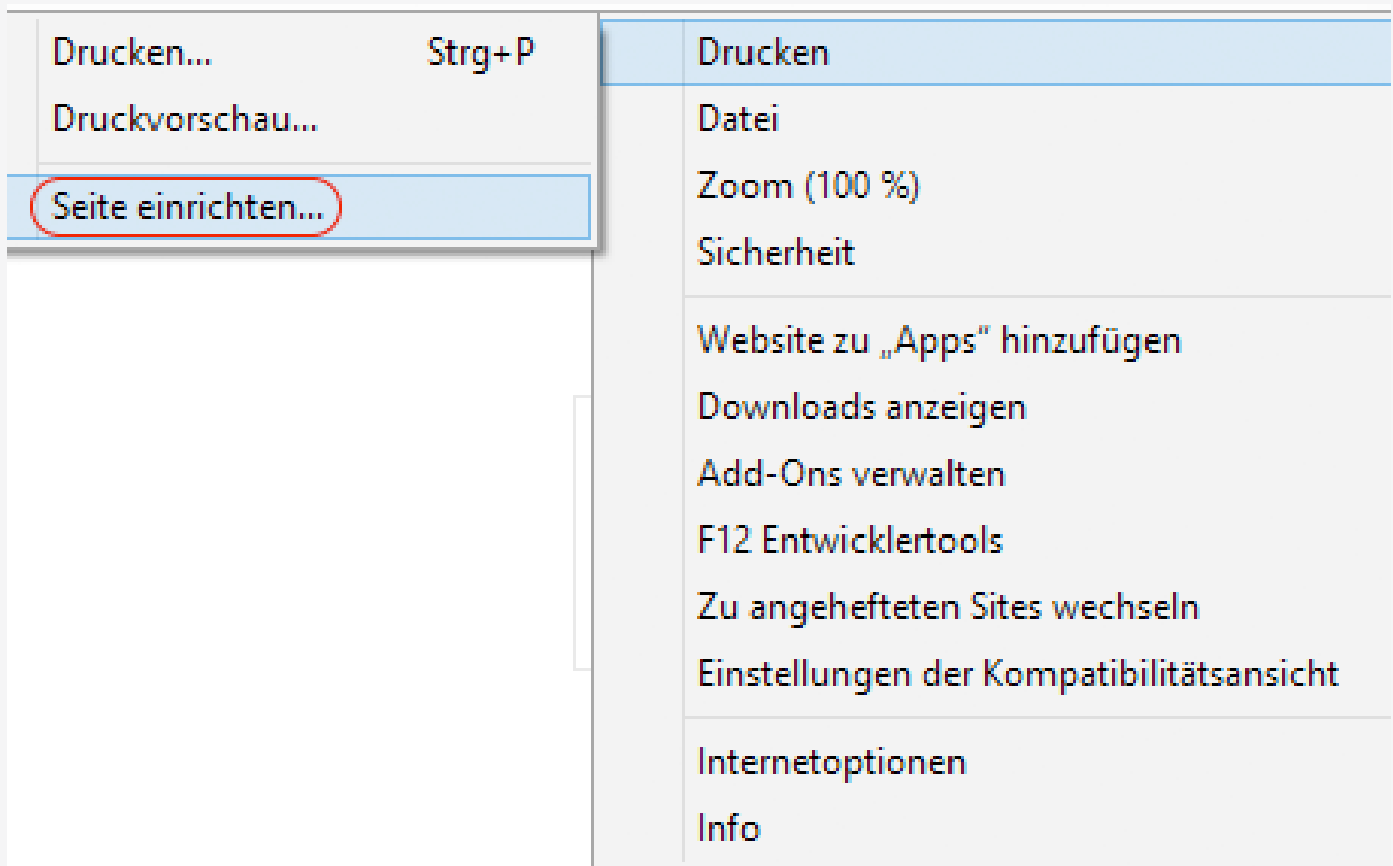 Drucken... Strg+P
Druckvorschau...
Seite einrichten...
Drucken
Datei
Zoom (100 %)
Sicherheit
Website zu „Apps“ hinzufügen
Downloads anzeigen
Add-Ons verwalten
F12 Entwicklertools
Zu angehefteten Sites wechseln
Einstellungen der Kompatibilitätsansicht
Internetoptionen
Info